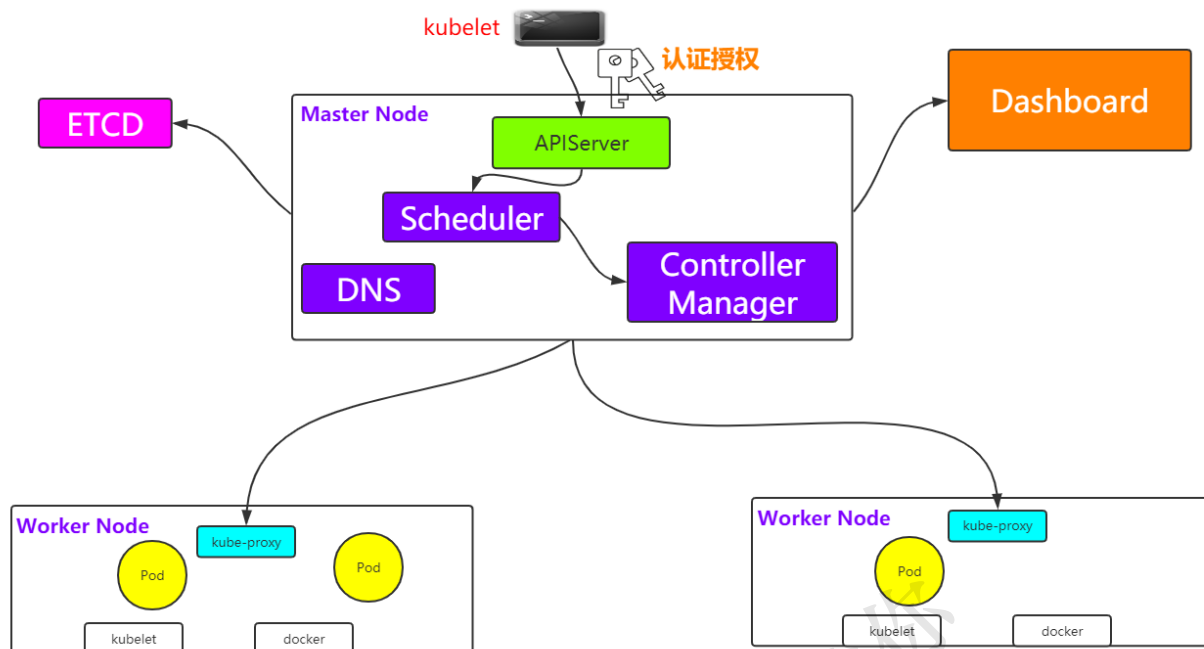 kubelet
认证授权
Master Node
APIServer
ETCD
Dashboard
Scheduler
Controller
Manager
DNS
Worker Node
kube-proxy
Pod
Pod
kubelet
docker
Worker Node
kube-proxy
Pod
kubelet
docker